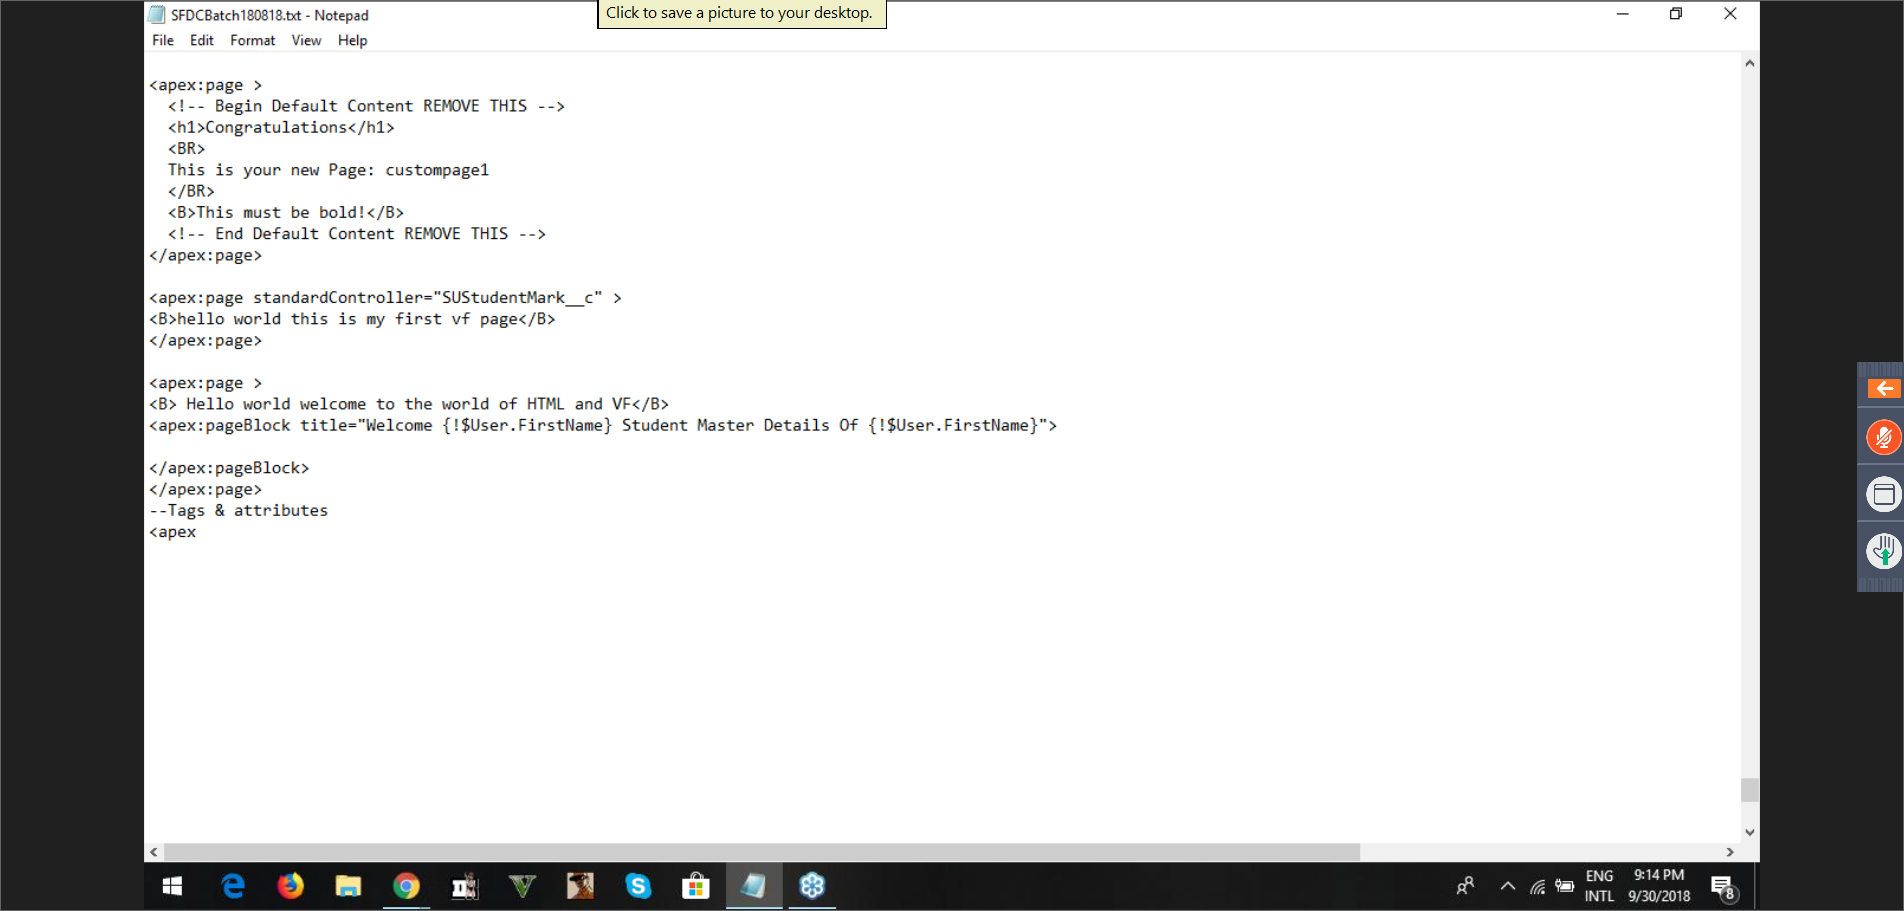 SFDCBatch180818.txt - Notepad
Click to save a picture to your desktop.
File Edit Format View Help
<apex:page >
<!-- Begin Default Content REMOVE THIS -->
<h1>Congratulations</h1>
<BR>
This is your new Page: custompage1
</BR>
<B>This must be bold!</B>
<!-- End Default Content REMOVE THIS -->
</apex:page>
<apex:page standardController="SUStudentMark__c" >
<B>hello world this is my first vf page</B>
</apex:page>
<apex:page >
<B> Hello world welcome to the world of HTML and VF</B>
<apex:pageBlock title="Welcome {!$User.FirstName} Student Master Details Of {!$User.FirstName}">
</apex:pageBlock>
</apex:page>
--Tags & attributes
<apex
ENG 9:14 PM
INTL 9/30/2018
8